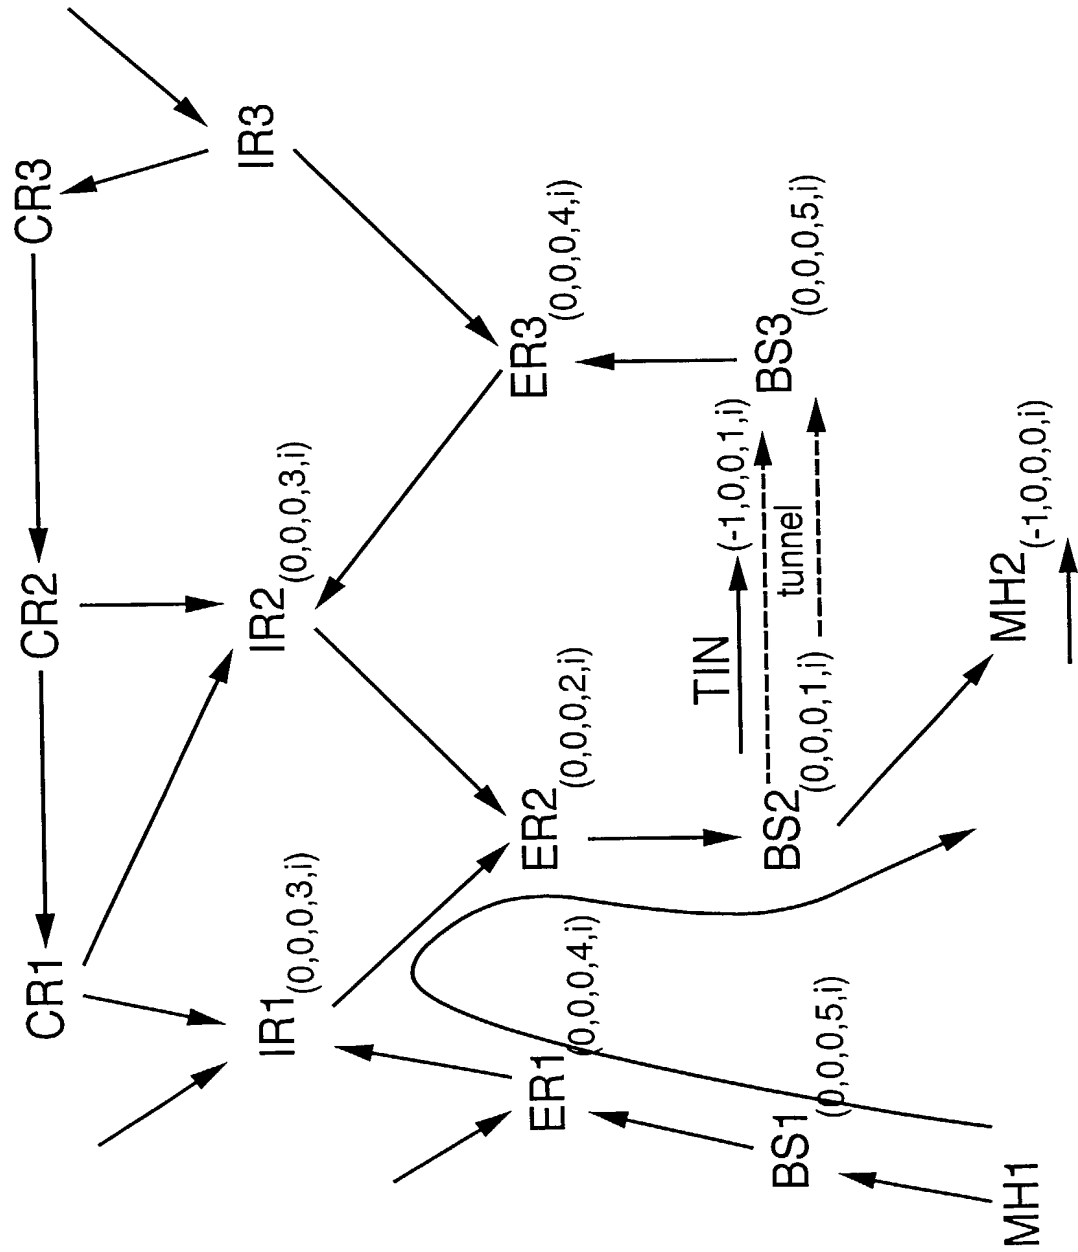 CR1
CR2
CR3
IR1(0,0,0,3,i)
IR2(0,0,0,3,i)
IR3
ER1(0,0,0,4,i)
ER2(0,0,0,2,i)
ER3(0,0,0,4,i)
TIN
(-1,0,0,1,i)
tunnel
BS1(0,0,0,5,i)
BS2(0,0,0,1,i)
BS3(0,0,0,5,i)
MH1
MH2(-1,0,0,0,i)